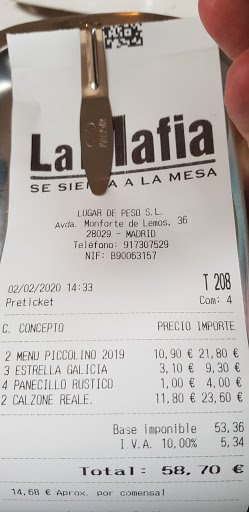 La Mafia
SE SIENTA A LA MESA
LUGAR DE PESO S.L.
Avda. Monforte de Lemos, 36
28029 - MADRID
Teléfono: 917307529
NIF: B90063157
02/02/2020 14:33 T 208
Preticket Com: 4
C. CONCEPTO PRECIO IMPORTE
2 MENU PICCOLINO 2019 10,90 € 21,80 €
3 ESTRELLA GALICIA 3,10 € 9,30 €
4 PANECILLO RUSTICO 1,00 € 4,00 €
2 CALZONE REALE. 11,80 € 23,60 €
Base imponible 53,36
I.V.A. 10,00% 5,34
Total: 58,70 €
14,68 € Aprox. por comensal